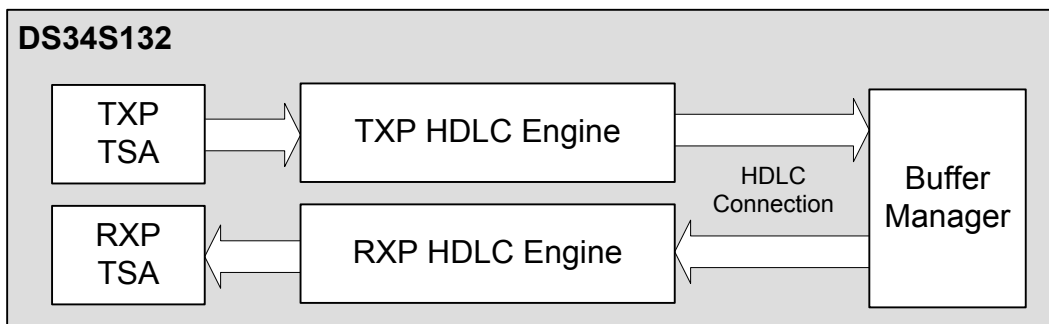 DS34S132
TXP
TSA
TXP HDLC Engine
HDLC
Connection
Buffer
Manager
RXP
TSA
RXP HDLC Engine